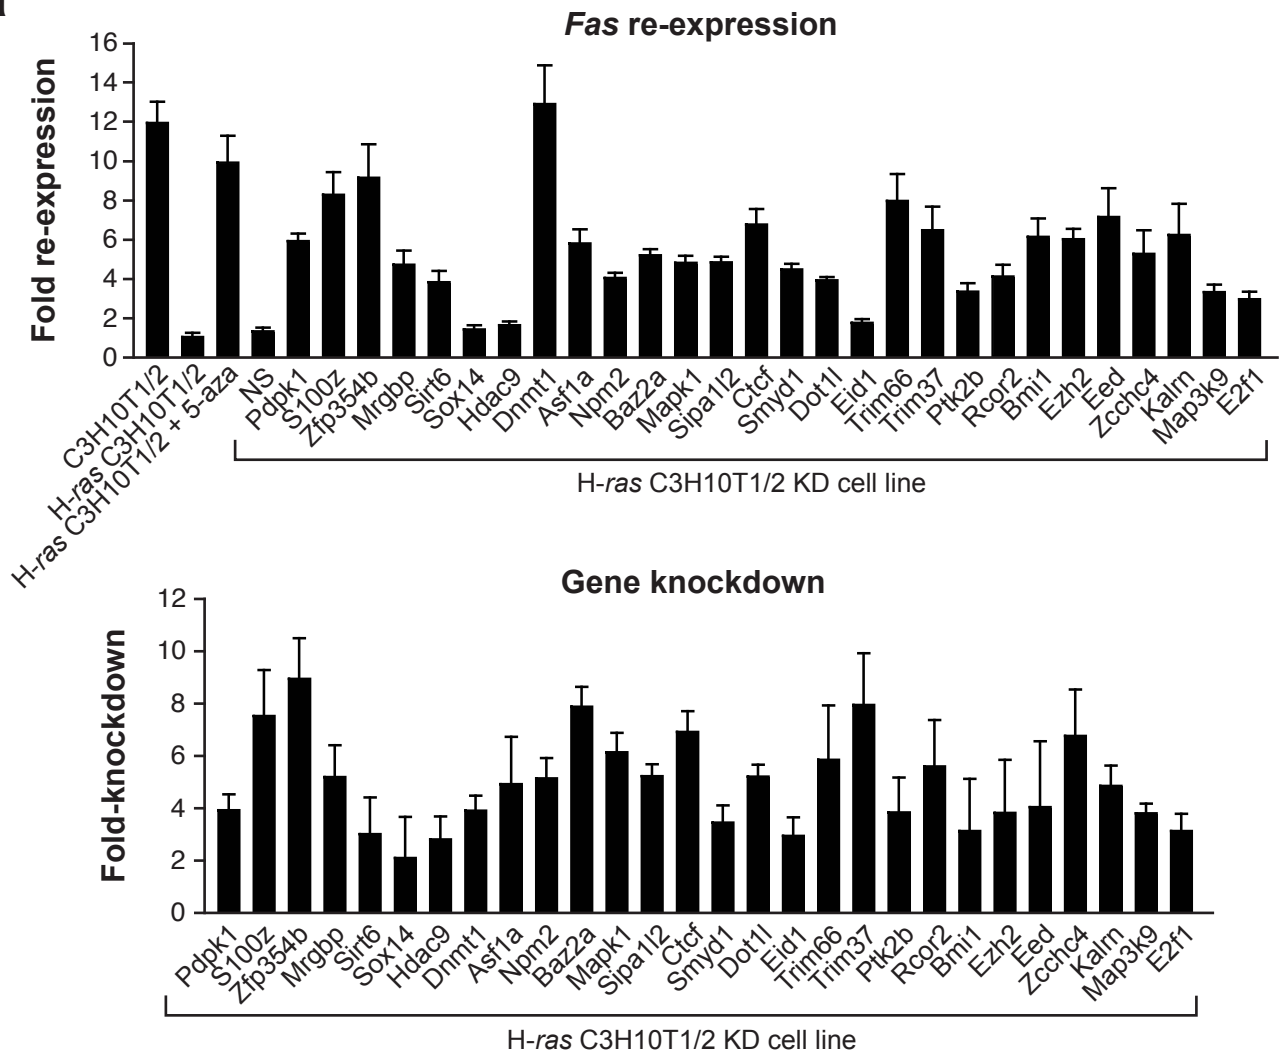 Fas re-expression
Fold re-expression
16
14
12
10
8
6
4
2
0
C3H10T1/2
H-ras C3H10T1/2
H-ras C3H10T1/2 + 5-aza
NS
Pdpk1
S100z
Zfp354b
Mrgbp
Sirt6
Sox14
Hdac9
Dnmt1
Asf1a
Npm2
Baz2a
Mapk1
Sipa1l2
Ctcf
Smyd1
Dot1l
Eid1
Trim66
Trim37
Ptk2b
Rcor2
Bmi1
Ezh2
Eed
Zcchc4
Kalrn
Map3k9
E2f1
H-ras C3H10T1/2 KD cell line
Gene knockdown
Fold-knockdown
12
10
8
6
4
2
0
Pdpk1
S100z
Zfp354b
Mrgbp
Sirt6
Sox14
Hdac9
Dnmt1
Asf1a
Npm2
Baz2a
Mapk1
Sipa1l2
Ctcf
Smyd1
Dot1l
Eid1
Trim66
Trim37
Ptk2b
Rcor2
Bmi1
Ezh2
Eed
Zcchc4
Kalrn
Map3k9
E2f1
H-ras C3H10T1/2 KD cell line